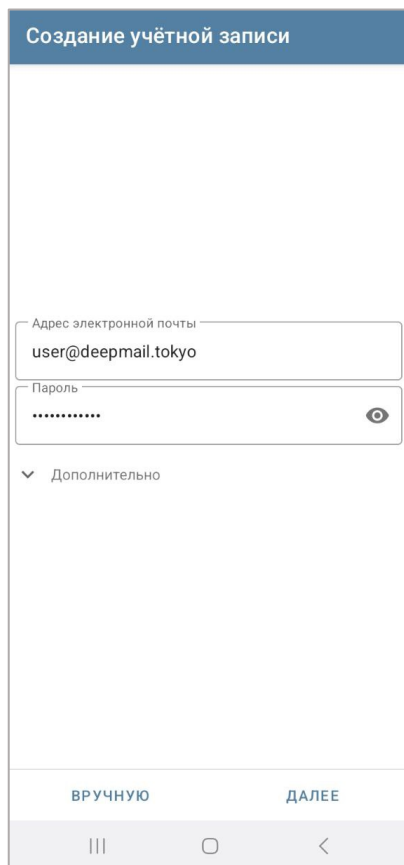 Создание учётной записи
Адрес электронной почты
user@deepmail.tokyo
Пароль
••••••••••••
Дополнительно
ВРУЧНУЮ
ДАЛЕЕ